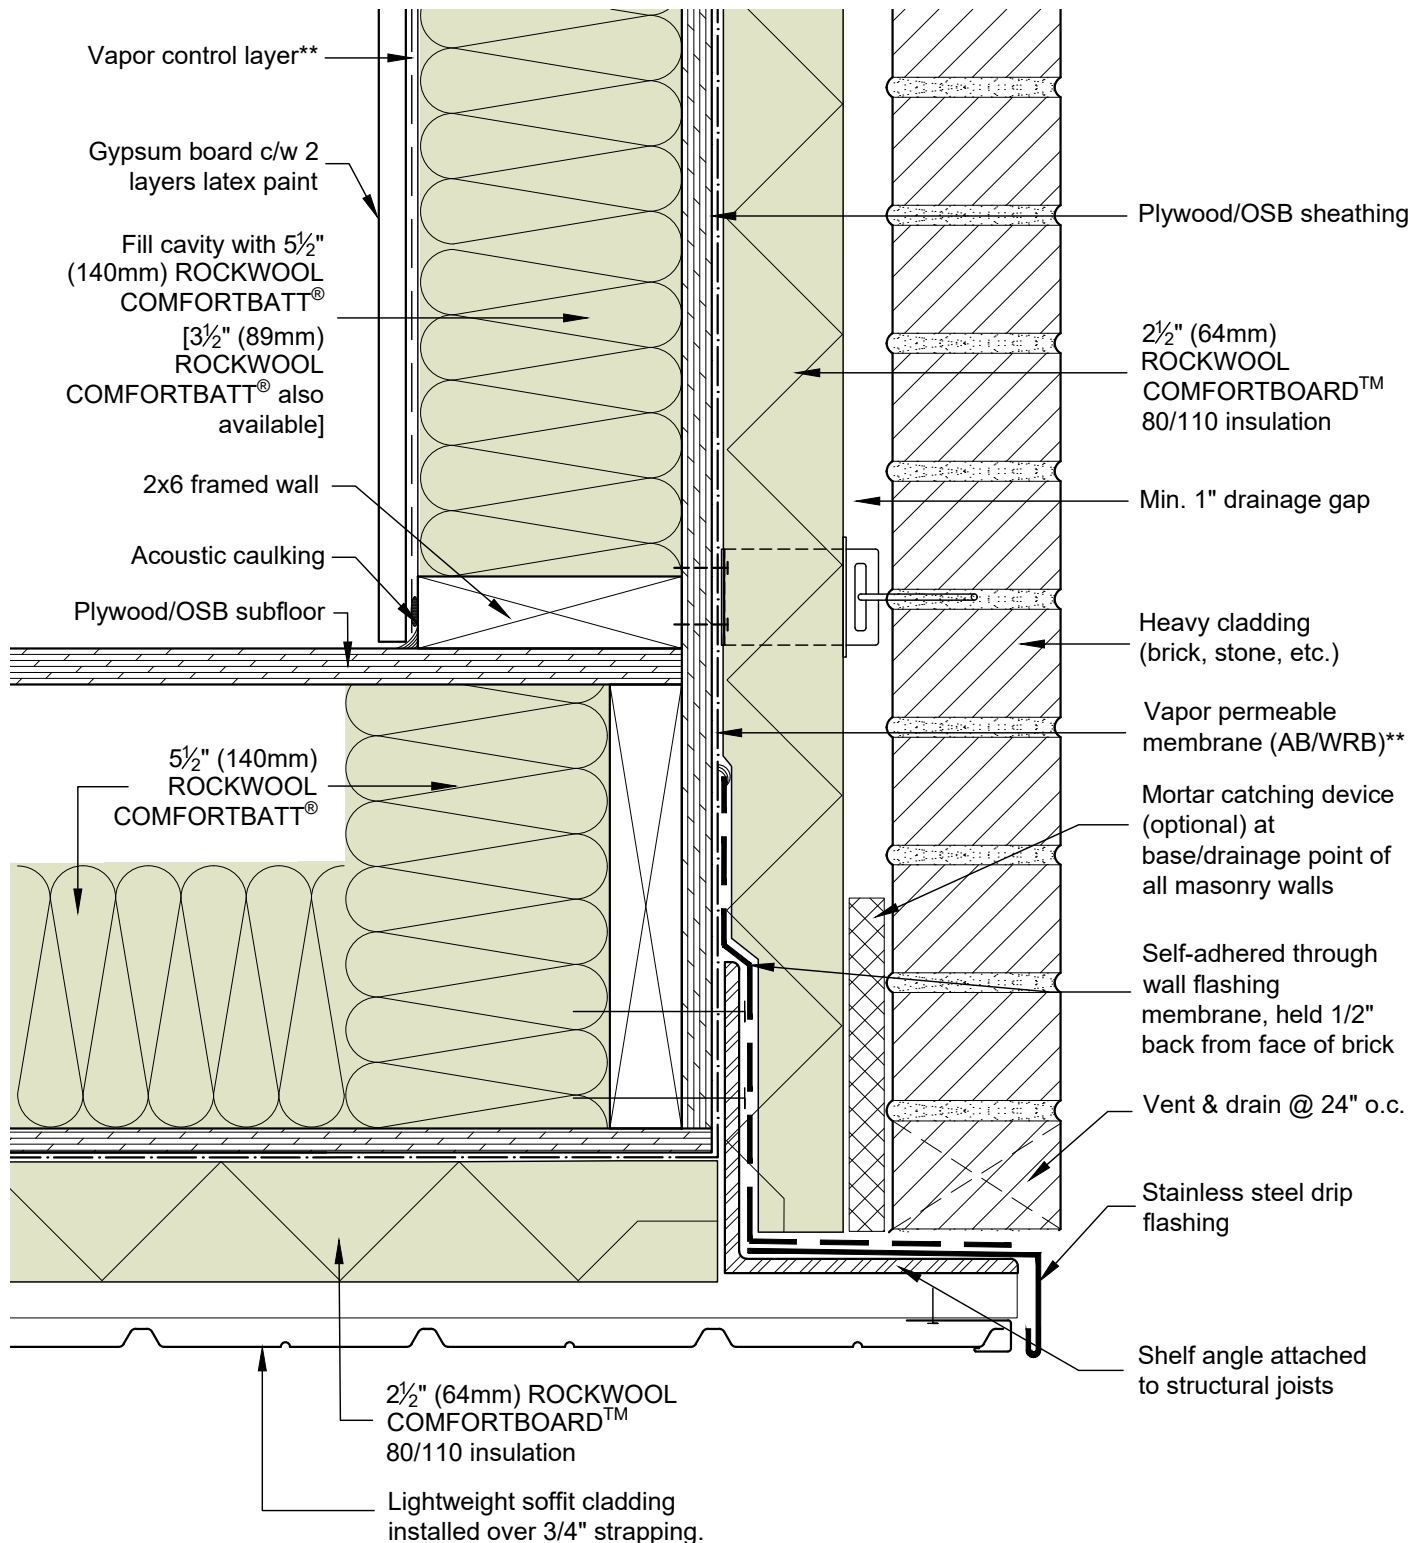 Vapor control layer**
Gypsum board c/w 2
layers latex paint
Fill cavity with 5½"
(140mm) ROCKWOOL
COMFORTBATT®
[3½" (89mm)
ROCKWOOL
COMFORTBATT® also
available]
2x6 framed wall
Acoustic caulking
Plywood/OSB subfloor
5½" (140mm)
ROCKWOOL
COMFORTBATT®
Plywood/OSB sheathing
2½" (64mm)
ROCKWOOL
COMFORTBOARD™
80/110 insulation
Min. 1" drainage gap
Heavy cladding
(brick, stone, etc.)
Vapor permeable
membrane (AB/WRB)**
Mortar catching device
(optional) at
base/drainage point of
all masonry walls
Self-adhered through
wall flashing
membrane, held 1/2"
back from face of brick
Vent & drain @ 24" o.c.
Stainless steel drip
flashing
Shelf angle attached
to structural joists
2½" (64mm) ROCKWOOL
COMFORTBOARD™
80/110 insulation
Lightweight soffit cladding
installed over 3/4" strapping.